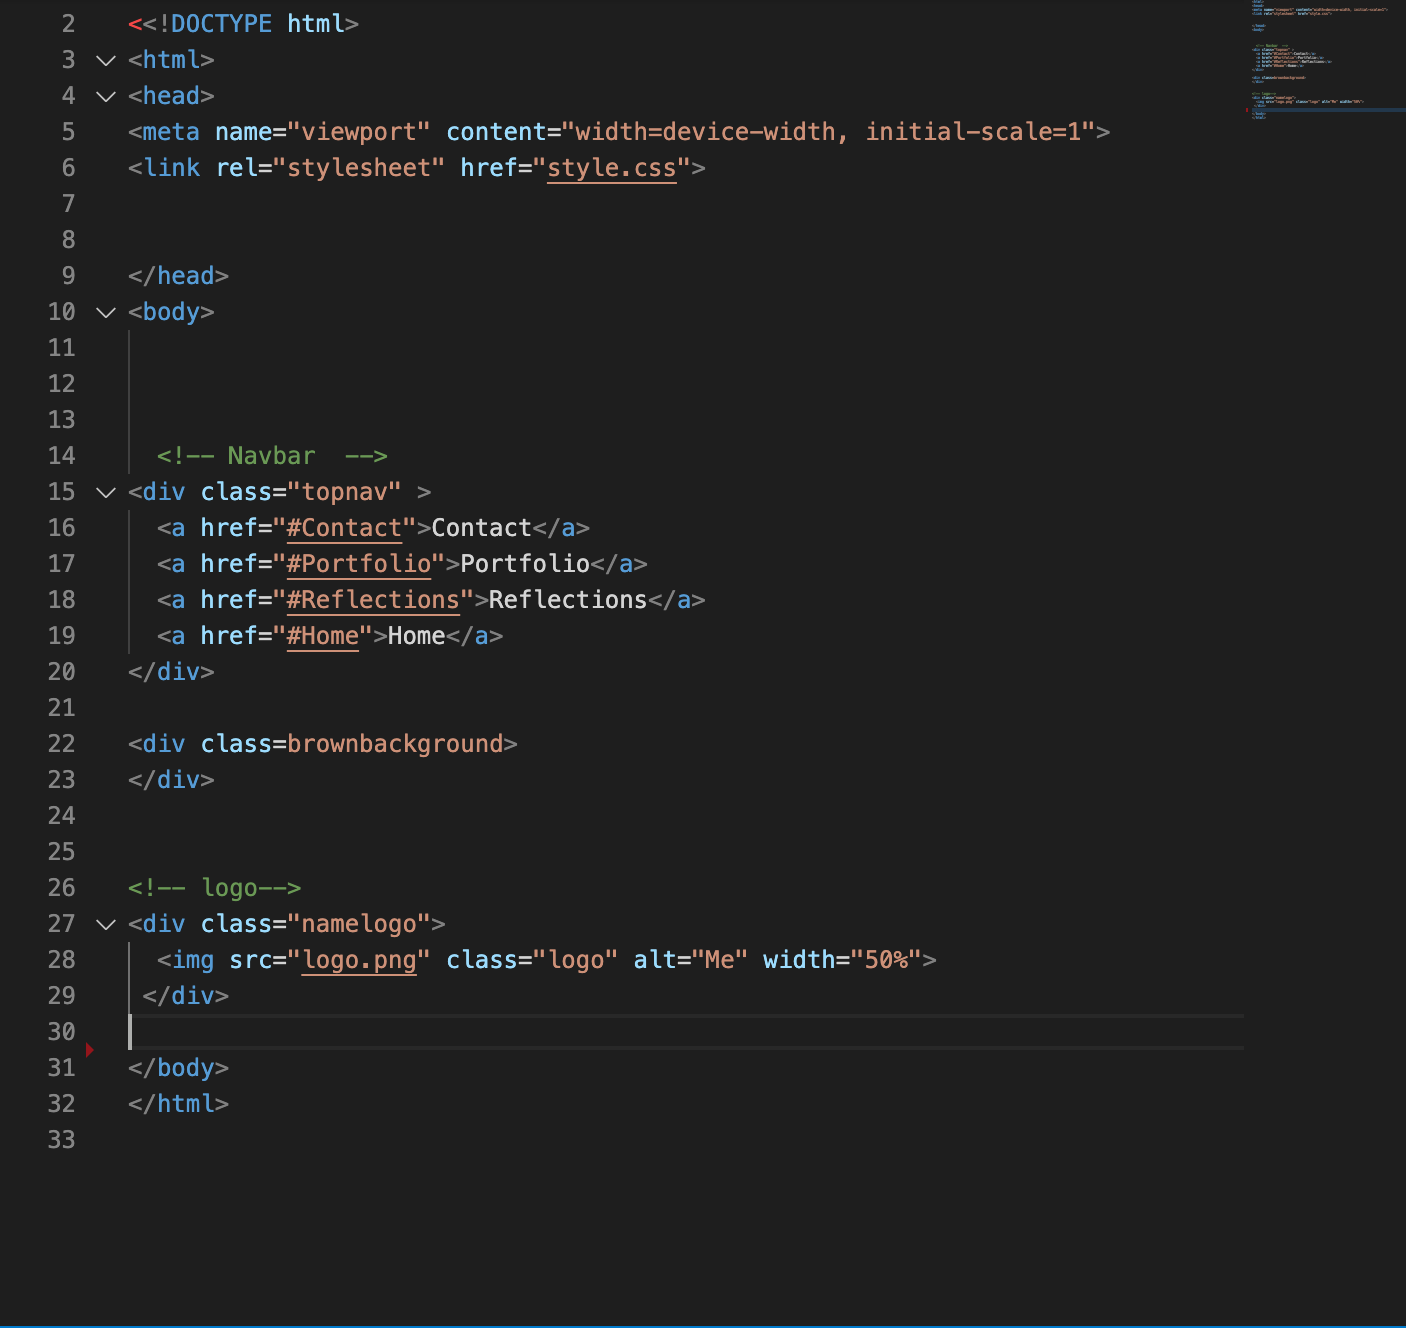 2 <<!DOCTYPE html>
3 <html>
4 <head>
5 <meta name="viewport" content="width=device-width, initial-scale=1">
6 <link rel="stylesheet" href="style.css">
7
8
9 </head>
10 <body>
11
12
13
14   <!-- Navbar  -->
15 <div class="topnav" >
16   <a href="#Contact">Contact</a>
17   <a href="#Portfolio">Portfolio</a>
18   <a href="#Reflections">Reflections</a>
19   <a href="#Home">Home</a>
20 </div>
21
22 <div class=brownbackground>
23 </div>
24
25
26 <!-- logo-->
27 <div class="namelogo">
28   <img src="logo.png" class="logo" alt="Me" width="50%">
29  </div>
30
31 </body>
32 </html>
33